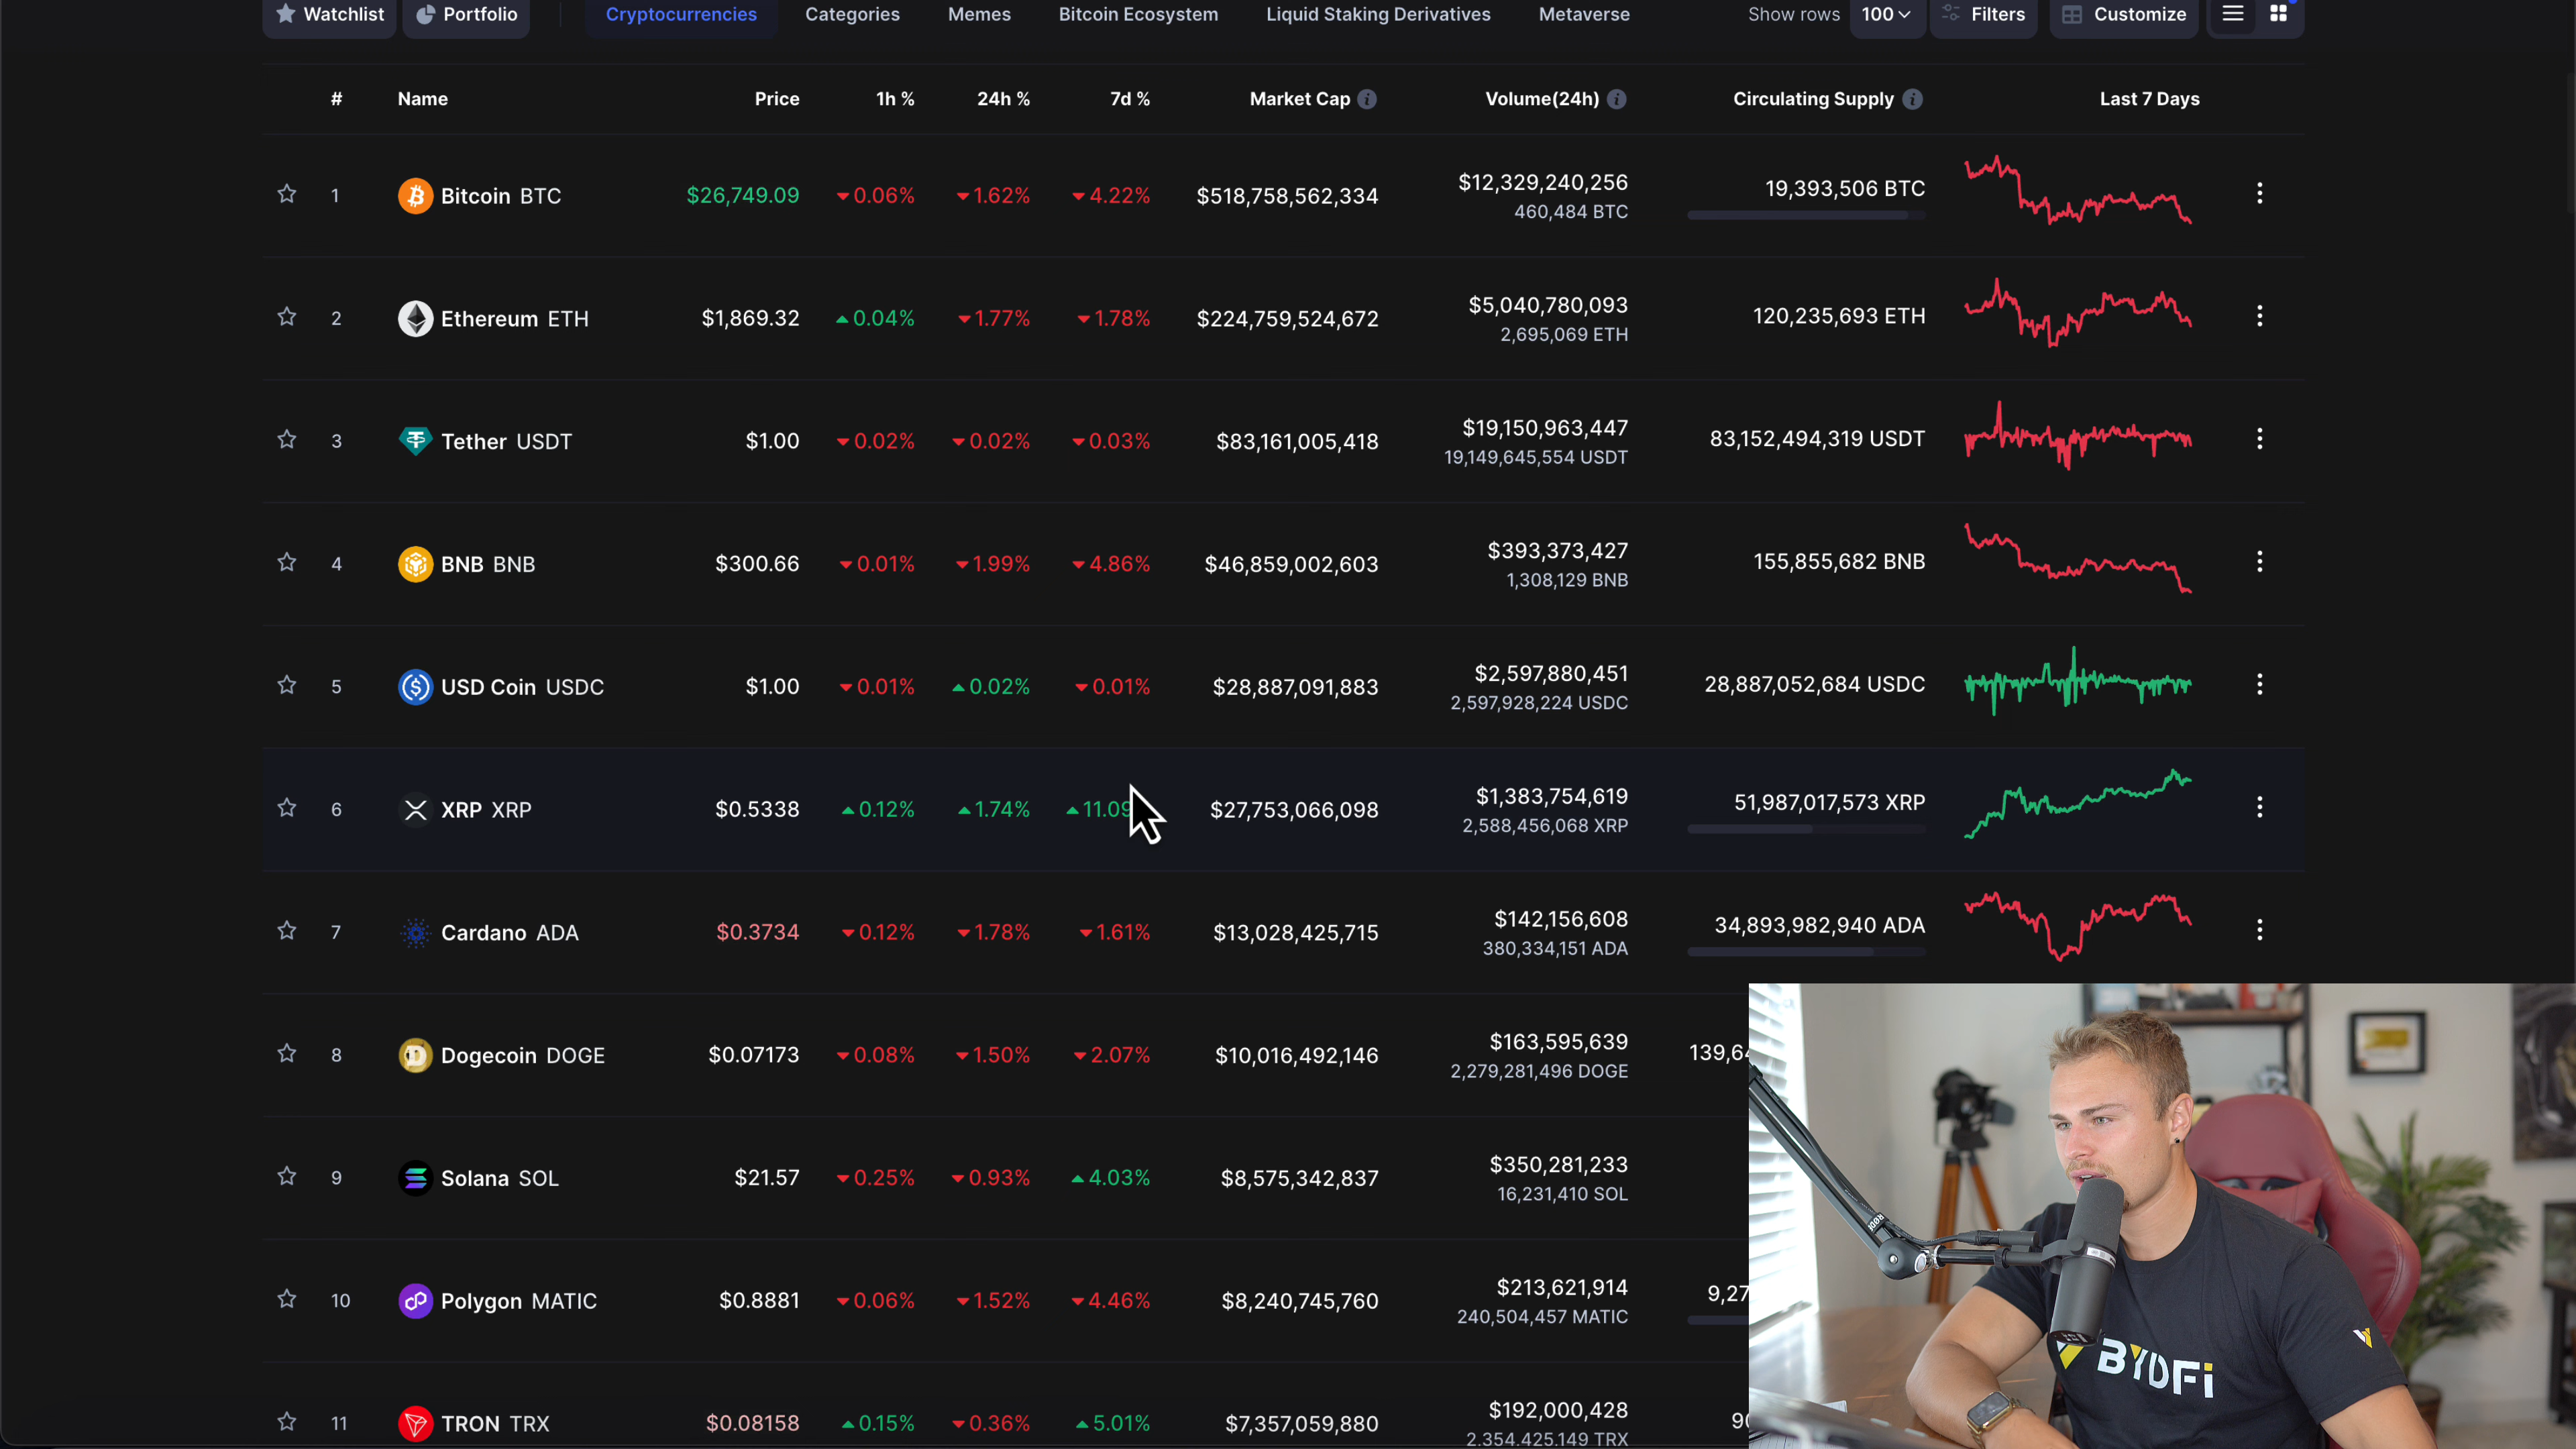 Watchlist Portfolio Cryptocurrencies Categories Memes Bitcoin Ecosystem Liquid Staking Derivatives Metaverse Show rows 100 Filters Customize
# Name Price 1h % 24h % 7d % Market Cap Volume(24h) Circulating Supply Last 7 Days
1 Bitcoin BTC $26,749.09 0.06% 1.62% 4.22% $518,758,562,334 $12,329,240,256 19,393,506 BTC
460,484 BTC
2 Ethereum ETH $1,869.32 0.04% 1.77% 1.78% $224,759,524,672 $5,040,780,093 120,235,693 ETH
2,695,069 ETH
3 Tether USDT $1.00 0.02% 0.02% 0.03% $83,161,005,418 $19,150,963,447 83,152,494,319 USDT
19,149,645,554 USDT
4 BNB BNB $300.66 0.01% 1.99% 4.86% $46,859,002,603 $393,373,427 155,855,682 BNB
1,308,129 BNB
5 USD Coin USDC $1.00 0.01% 0.02% 0.01% $28,887,091,883 $2,597,880,451 28,887,052,684 USDC
2,597,928,224 USDC
6 XRP XRP $0.5338 0.12% 1.74% 11.09 $27,753,066,098 $1,383,754,619 51,987,017,573 XRP
2,588,456,068 XRP
7 Cardano ADA $0.3734 0.12% 1.78% 1.61% $13,028,425,715 $142,156,608 34,893,982,940 ADA
380,334,151 ADA
8 Dogecoin DOGE $0.07173 0.08% 1.50% 2.07% $10,016,492,146 $163,595,639 139,64
2,279,281,496 DOGE
9 Solana SOL $21.57 0.25% 0.93% 4.03% $8,575,342,837 $350,281,233
16,231,410 SOL
10 Polygon MATIC $0.8881 0.06% 1.52% 4.46% $8,240,745,760 $213,621,914 9,27
240,504,457 MATIC
11 TRON TRX $0.08158 0.15% 0.36% 5.01% $7,357,059,880 $192,000,428 90
2,354,425,149 TRX
RØDE
BYDFi